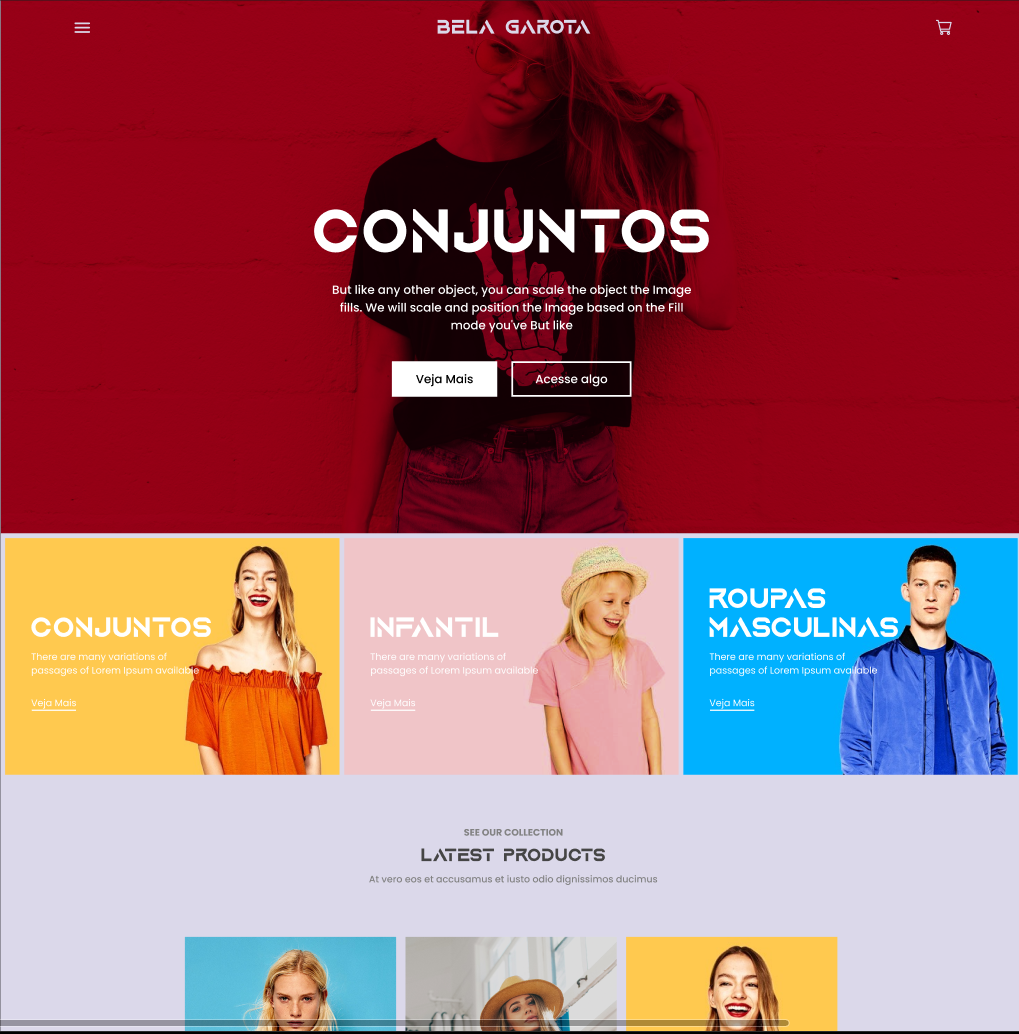 BELA GAROTA
CONJUNTOS
But like any other object, you can scale the object the Image
fills. We will scale and position the Image based on the Fill
mode you've But like
Veja Mais
Acesse algo
CONJUNTOS
There are many variations of
passages of Lorem Ipsum available
Veja Mais
INFANTIL
There are many variations of
passages of Lorem Ipsum available
Veja Mais
ROUPAS
MASCULINAS
There are many variations of
passages of Lorem Ipsum available
Veja Mais
SEE OUR COLLECTION
LATEST PRODUCTS
At vero eos et accusamus et iusto odio dignissimos ducimus